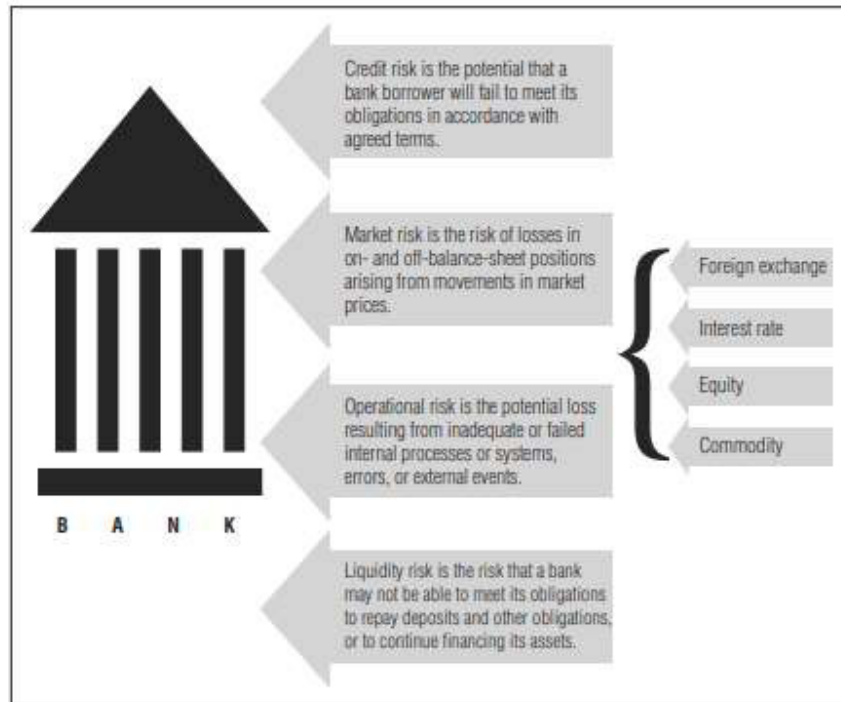 Credit risk is the potential that a
bank borrower will fail to meet its
obligations in accordance with
agreed terms.
Market risk is the risk of losses in
on- and off-balance-sheet positions
arising from movements in market
prices.
Foreign exchange
Interest rate
Equity
Commodity
Operational risk is the potential loss
resulting from inadequate or failed
internal processes or systems,
errors, or external events.
B A N K
Liquidity risk is the risk that a bank
may not be able to meet its obligations
to repay deposits and other obligations,
or to continue financing its assets.